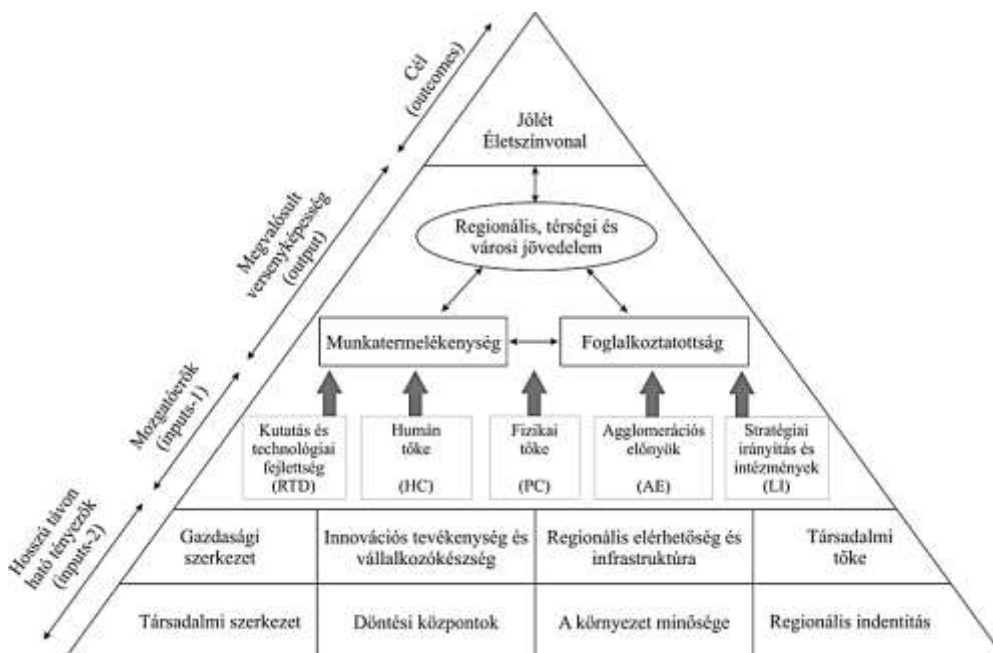 Cél
(outcomes)
Jólét
Életszínvonal
Megvalósult
versenyképesség
(output)
Regionális, térségi és
városi jövedelem
Munkatermelékenység
Foglalkoztatottság
Mozgatóerők
(inputs-1)
Kutatás és
technológiai
fejlettség
(RTD)
Humán
tőke
(HC)
Fizikai
tőke
(PC)
Agglomerációs
előnyök
(AE)
Stratégiai
irányítás és
intézmények
(LI)
Hosszú távon
ható tényezők
(inputs-2)
Gazdasági
szerkezet
Innovációs tevékenység és
vállalkozókészség
Regionális elérhetőség és
infrastruktúra
Társadalmi
tőke
Társadalmi szerkezet
Döntési központok
A környezet minősége
Regionális indentitás